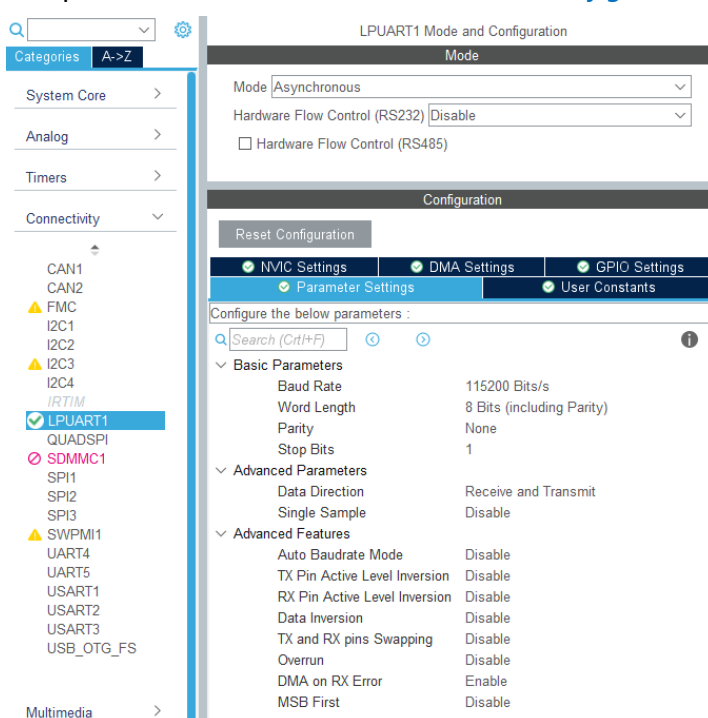 Categories A->Z
System Core
Analog
Timers
Connectivity
CAN1
CAN2
FMC
I2C1
I2C2
I2C3
I2C4
IRTIM
LPUART1
QUADSPI
SDMMC1
SPI1
SPI2
SPI3
SWPMI1
UART4
UART5
USART1
USART2
USART3
USB_OTG_FS
Multimedia
LPUART1 Mode and Configuration
Mode
Mode Asynchronous
Hardware Flow Control (RS232) Disable
Hardware Flow Control (RS485)
Configuration
Reset Configuration
NVIC Settings DMA Settings GPIO Settings
Parameter Settings User Constants
Configure the below parameters :
Search (Crtl+F)
Basic Parameters
Baud Rate 115200 Bits/s
Word Length 8 Bits (including Parity)
Parity None
Stop Bits 1
Advanced Parameters
Data Direction Receive and Transmit
Single Sample Disable
Advanced Features
Auto Baudrate Mode Disable
TX Pin Active Level Inversion Disable
RX Pin Active Level Inversion Disable
Data Inversion Disable
TX and RX pins Swapping Disable
Overrun Disable
DMA on RX Error Enable
MSB First Disable